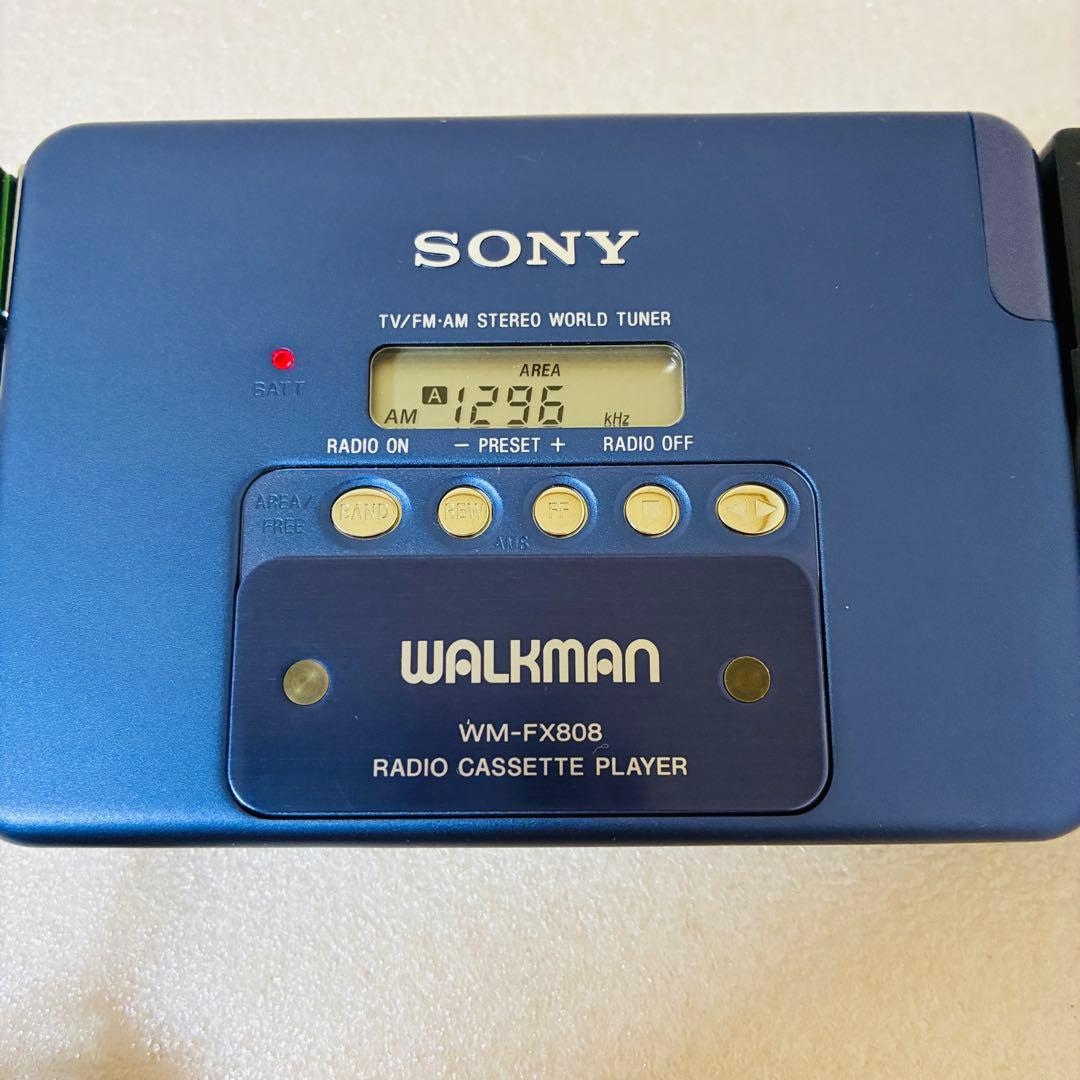 SONY
TV/FM·AM STEREO WORLD TUNER
BATT
AREA
AM A 1296 kHz
RADIO ON – PRESET + RADIO OFF
AREA/
FREE
BAND REW FF
AMS
WALKMAN
WM-FX808
RADIO CASSETTE PLAYER